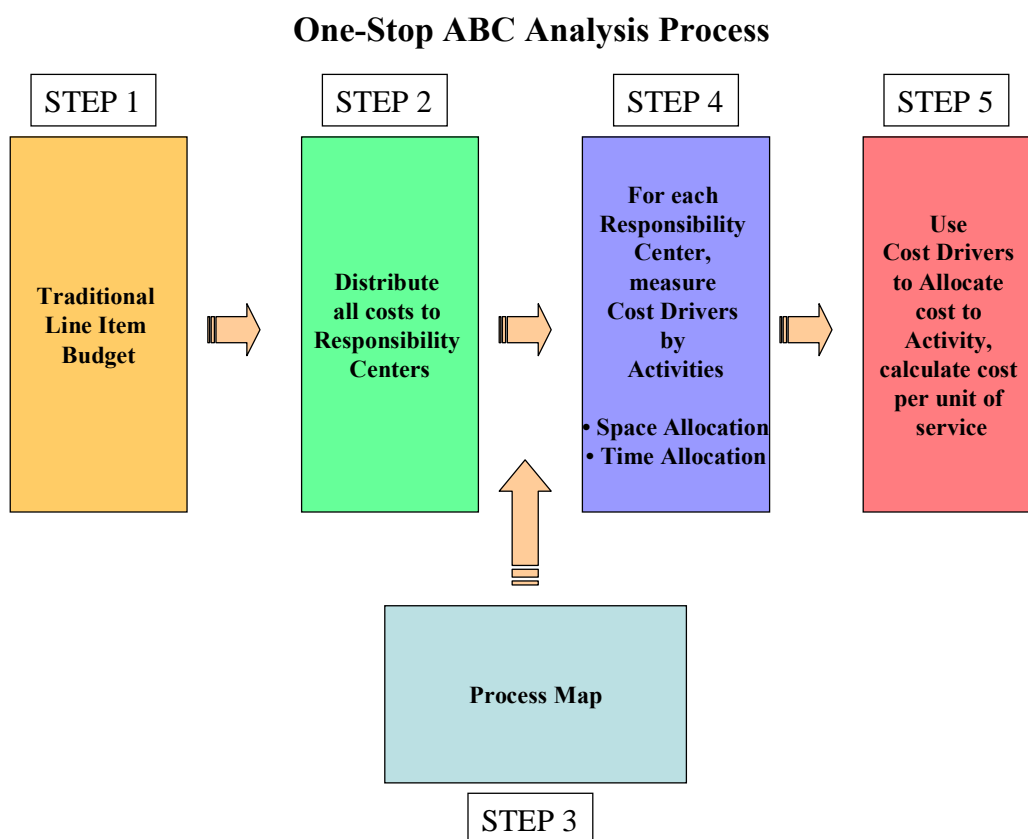 One-Stop ABC Analysis Process
STEP 1
Traditional
Line Item
Budget
STEP 2
Distribute
all costs to
Responsibility
Centers
STEP 4
For each
Responsibility
Center,
measure
Cost Drivers
by
Activities
• Space Allocation
• Time Allocation
STEP 5
Use
Cost Drivers
to Allocate
cost to
Activity,
calculate cost
per unit of
service
Process Map
STEP 3